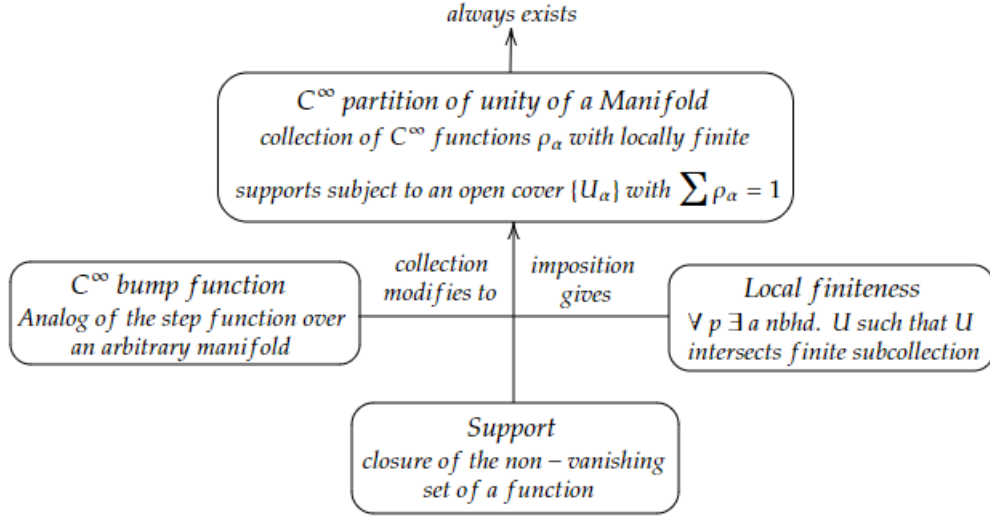 always exists
C∞ partition of unity of a Manifold
collection of C∞ functions ρα with locally finite
supports subject to an open cover {Uα} with ∑ ρα = 1
collection
modifies to
imposition
gives
C∞ bump function
Analog of the step function over
an arbitrary manifold
Local finiteness
∀ p ∃ a nbhd. U such that U
intersects finite subcollection
Support
closure of the non − vanishing
set of a function